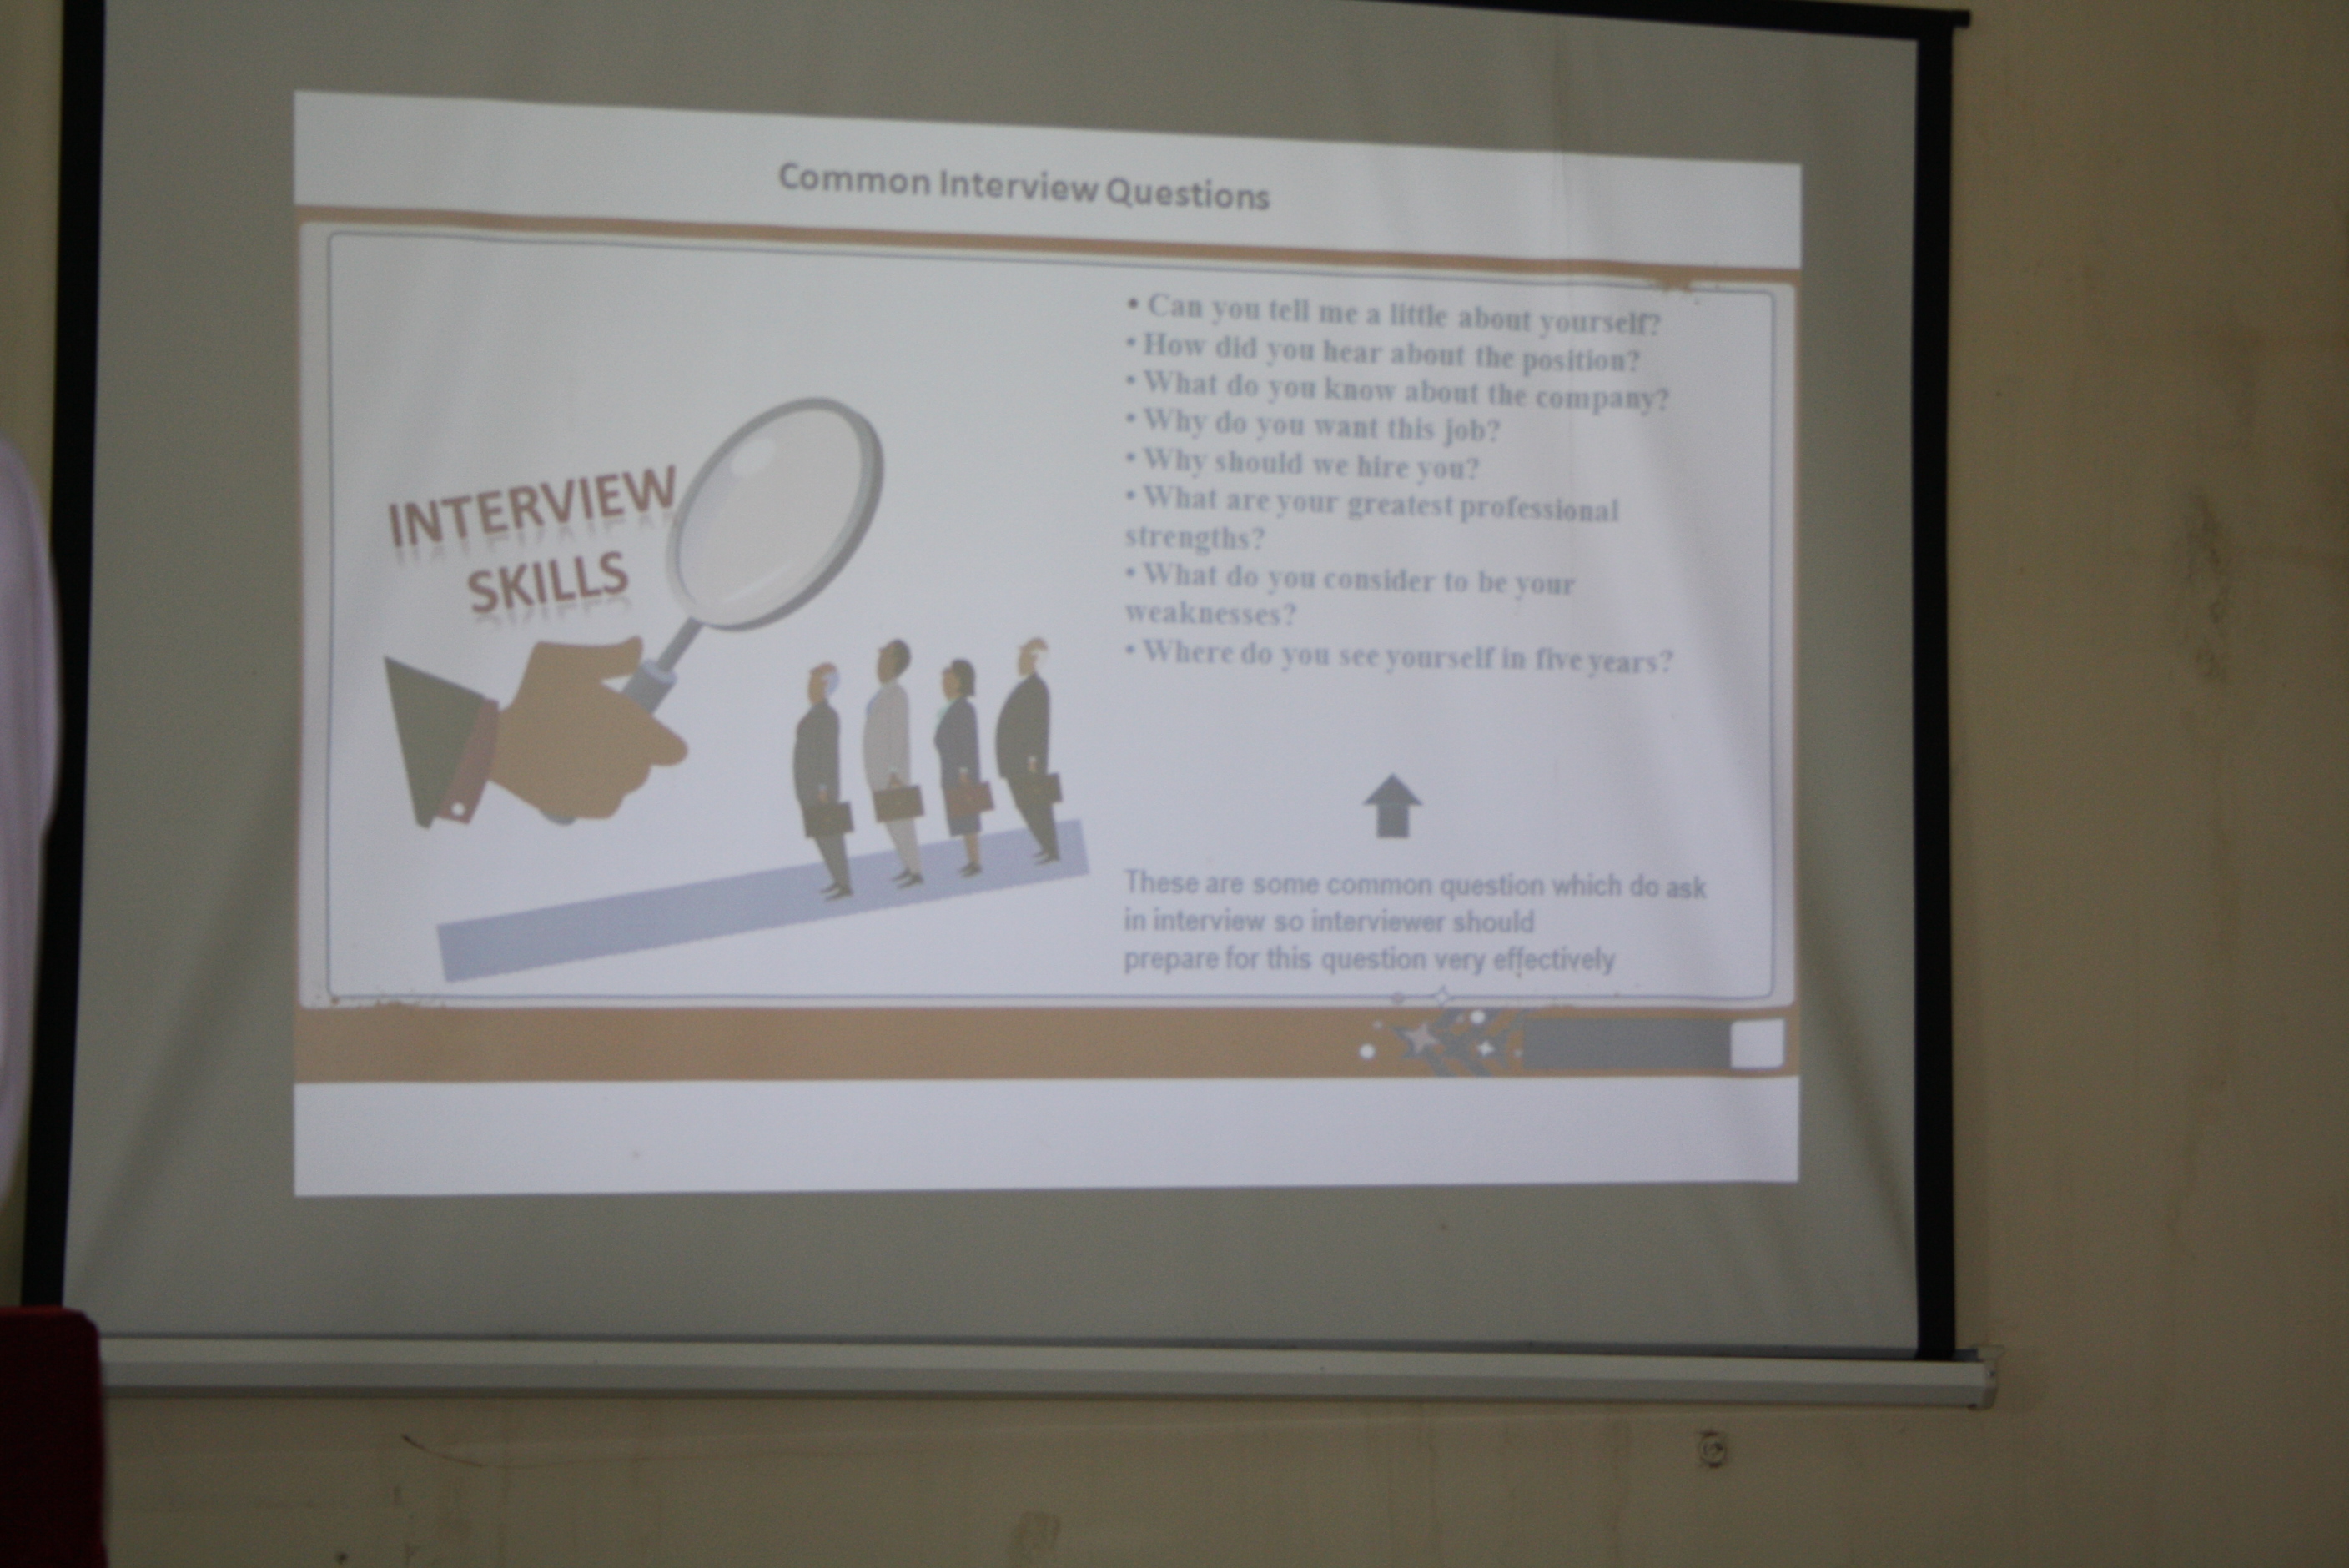 Common Interview Questions
INTERVIEW
SKILLS
• Can you tell me a little about yourself?
• How did you hear about the position?
• What do you know about the company?
• Why do you want this job?
• Why should we hire you?
• What are your greatest professional
strengths?
• What do you consider to be your
weaknesses?
• Where do you see yourself in five years?
These are some common question which do ask
in interview so interviewer should
prepare for this question very effectively